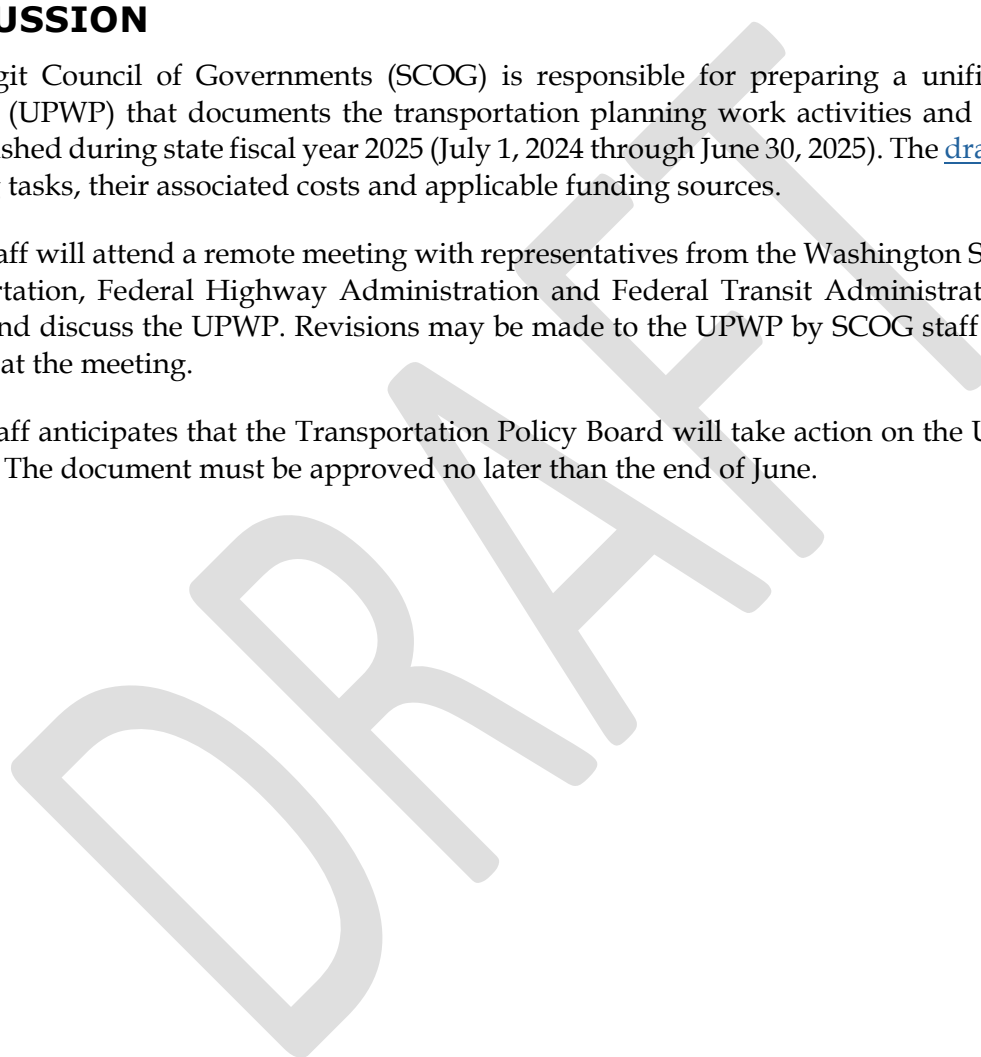 USSION
git Council of Governments (SCOG) is responsible for preparing a unifi
(UPWP) that documents the transportation planning work activities and
ished during state fiscal year 2025 (July 1, 2024 through June 30, 2025). The dra
tasks, their associated costs and applicable funding sources.
aff will attend a remote meeting with representatives from the Washington S
rtation, Federal Highway Administration and Federal Transit Administrat
nd discuss the UPWP. Revisions may be made to the UPWP by SCOG staff
at the meeting.
aff anticipates that the Transportation Policy Board will take action on the U
The document must be approved no later than the end of June.
DRAFT